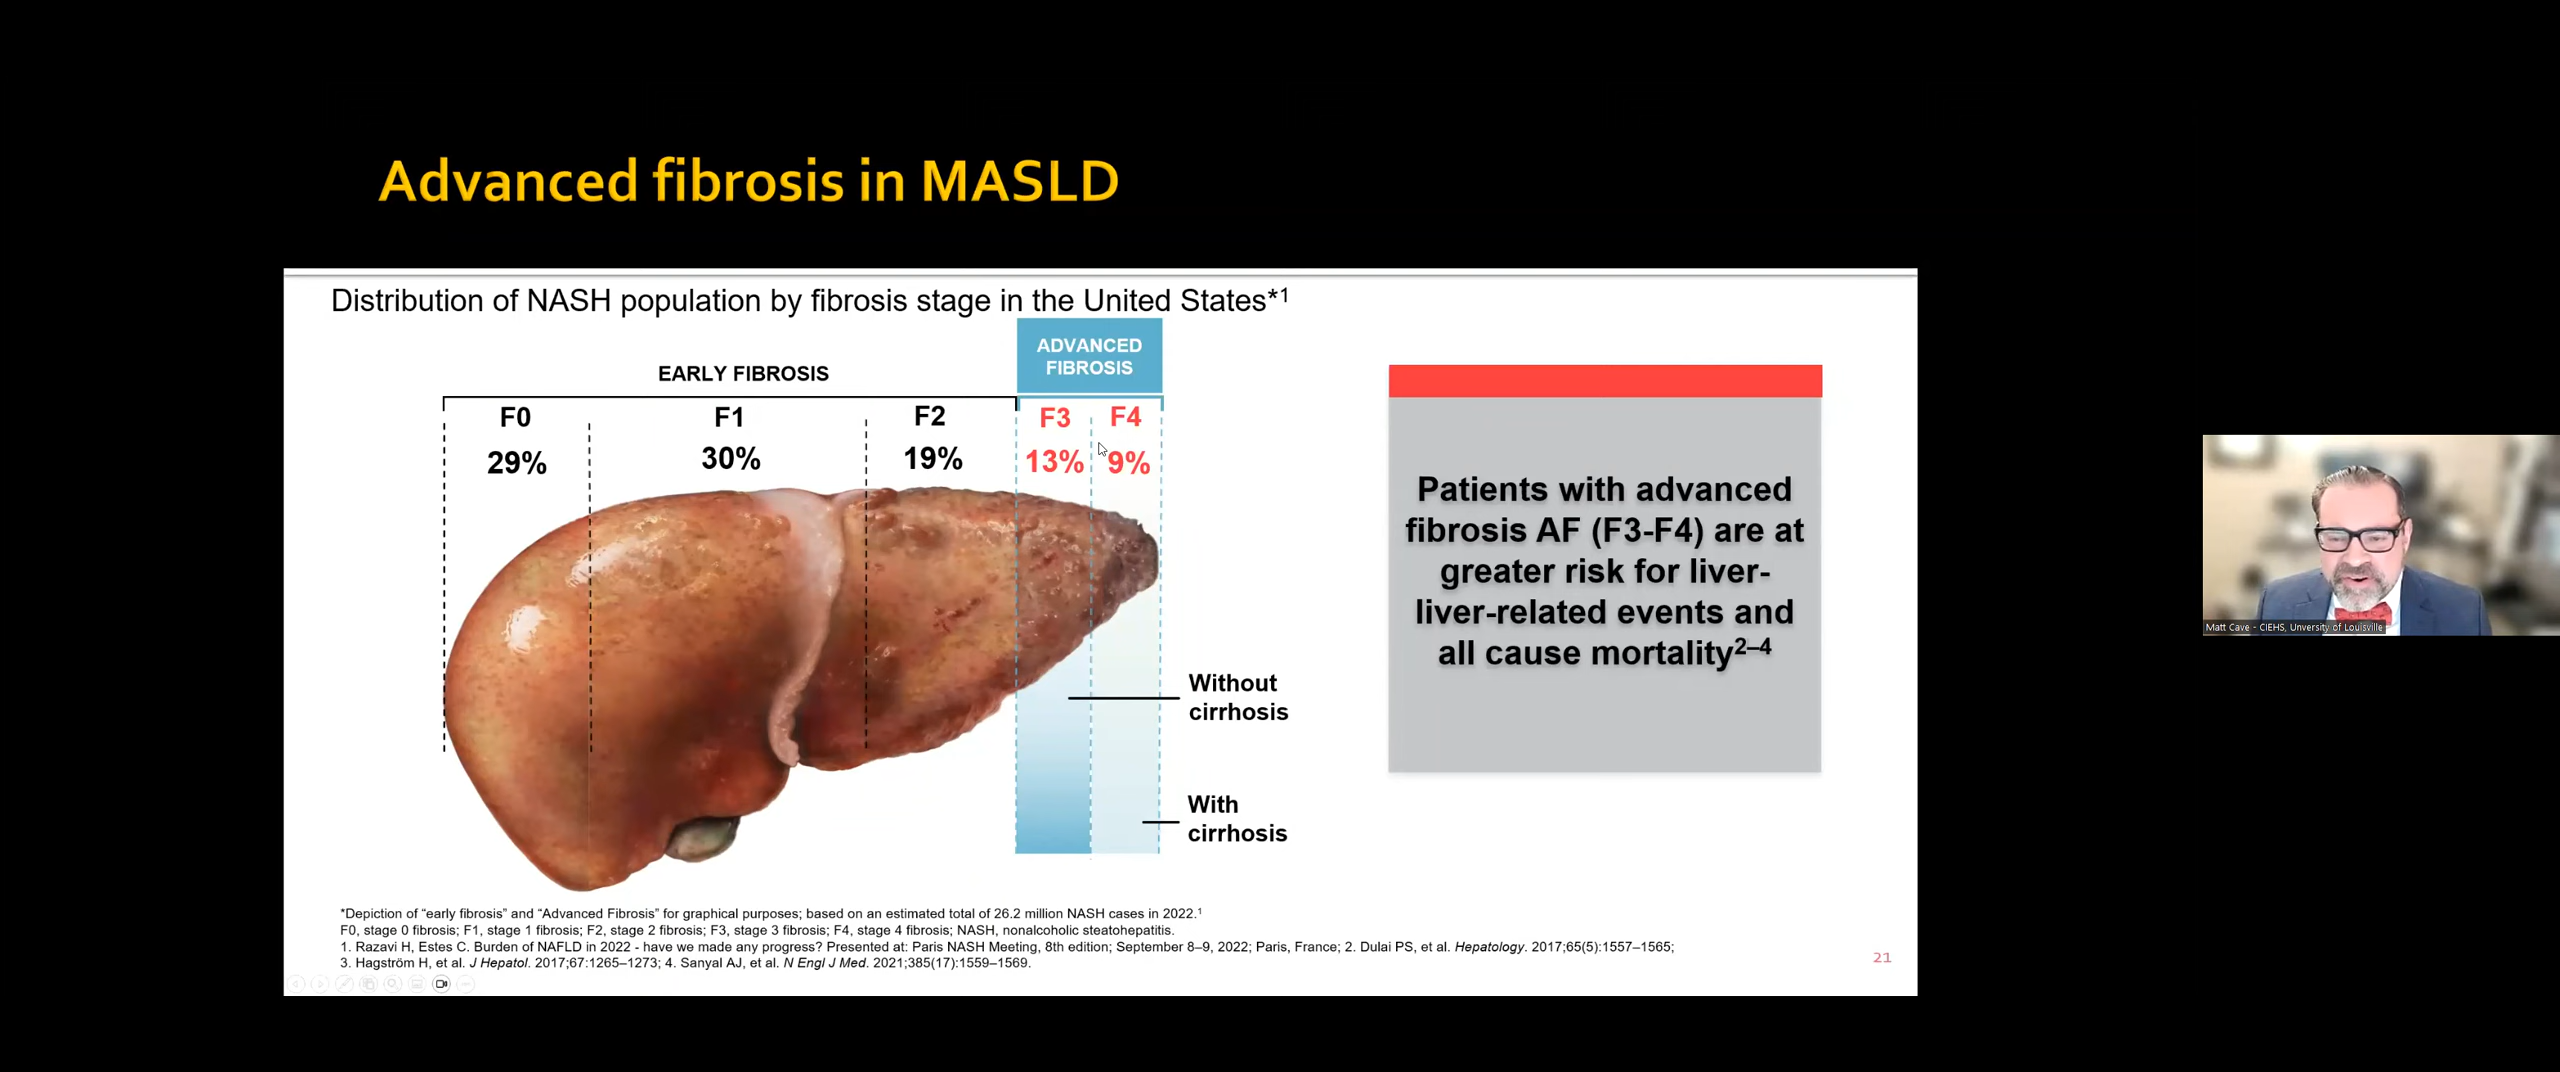 Advanced fibrosis in MASLD
Distribution of NASH population by fibrosis stage in the United States*1
ADVANCED
FIBROSIS
EARLY FIBROSIS
F0 F1 F2 F3 F4
29% 30% 19% 13% 9%
Patients with advanced
fibrosis AF (F3-F4) are at
greater risk for liver-
liver-related events and
all cause mortality2–4
Without
cirrhosis
With
cirrhosis
Matt Cave - CIEHS, Unversity of Louisville
*Depiction of “early fibrosis” and “Advanced Fibrosis” for graphical purposes; based on an estimated total of 26.2 million NASH cases in 2022.1
F0, stage 0 fibrosis; F1, stage 1 fibrosis; F2, stage 2 fibrosis; F3, stage 3 fibrosis; F4, stage 4 fibrosis; NASH, nonalcoholic steatohepatitis.
1. Razavi H, Estes C. Burden of NAFLD in 2022 - have we made any progress? Presented at: Paris NASH Meeting, 8th edition; September 8–9, 2022; Paris, France; 2. Dulai PS, et al. Hepatology. 2017;65(5):1557–1565;
3. Hagström H, et al. J Hepatol. 2017;67:1265–1273; 4. Sanyal AJ, et al. N Engl J Med. 2021;385(17):1559–1569.
21